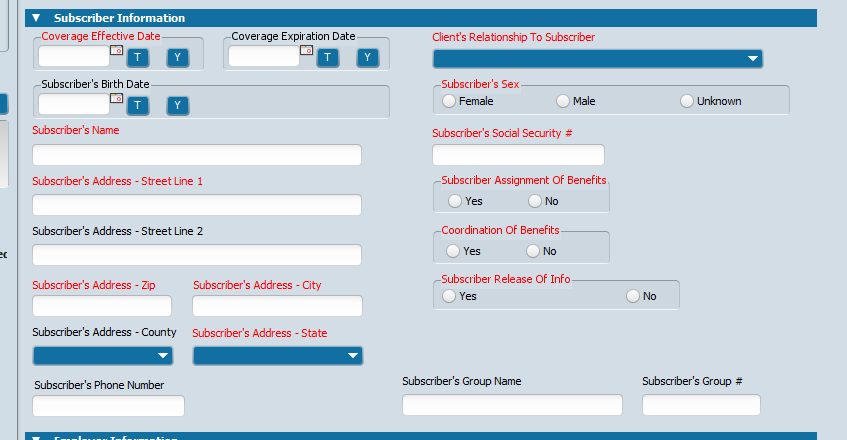 Subscriber Information
Coverage Effective Date
Coverage Expiration Date
Client's Relationship To Subscriber
T Y
T Y
Subscriber's Birth Date
Subscriber's Sex
T Y
Female Male Unknown
Subscriber's Name
Subscriber's Social Security #
Subscriber's Address - Street Line 1
Subscriber Assignment Of Benefits
Yes No
Subscriber's Address - Street Line 2
Coordination Of Benefits
Yes No
Subscriber's Address - Zip
Subscriber's Address - City
Subscriber Release Of Info
Yes No
Subscriber's Address - County
Subscriber's Address - State
Subscriber's Phone Number
Subscriber's Group Name
Subscriber's Group #
Employer Information